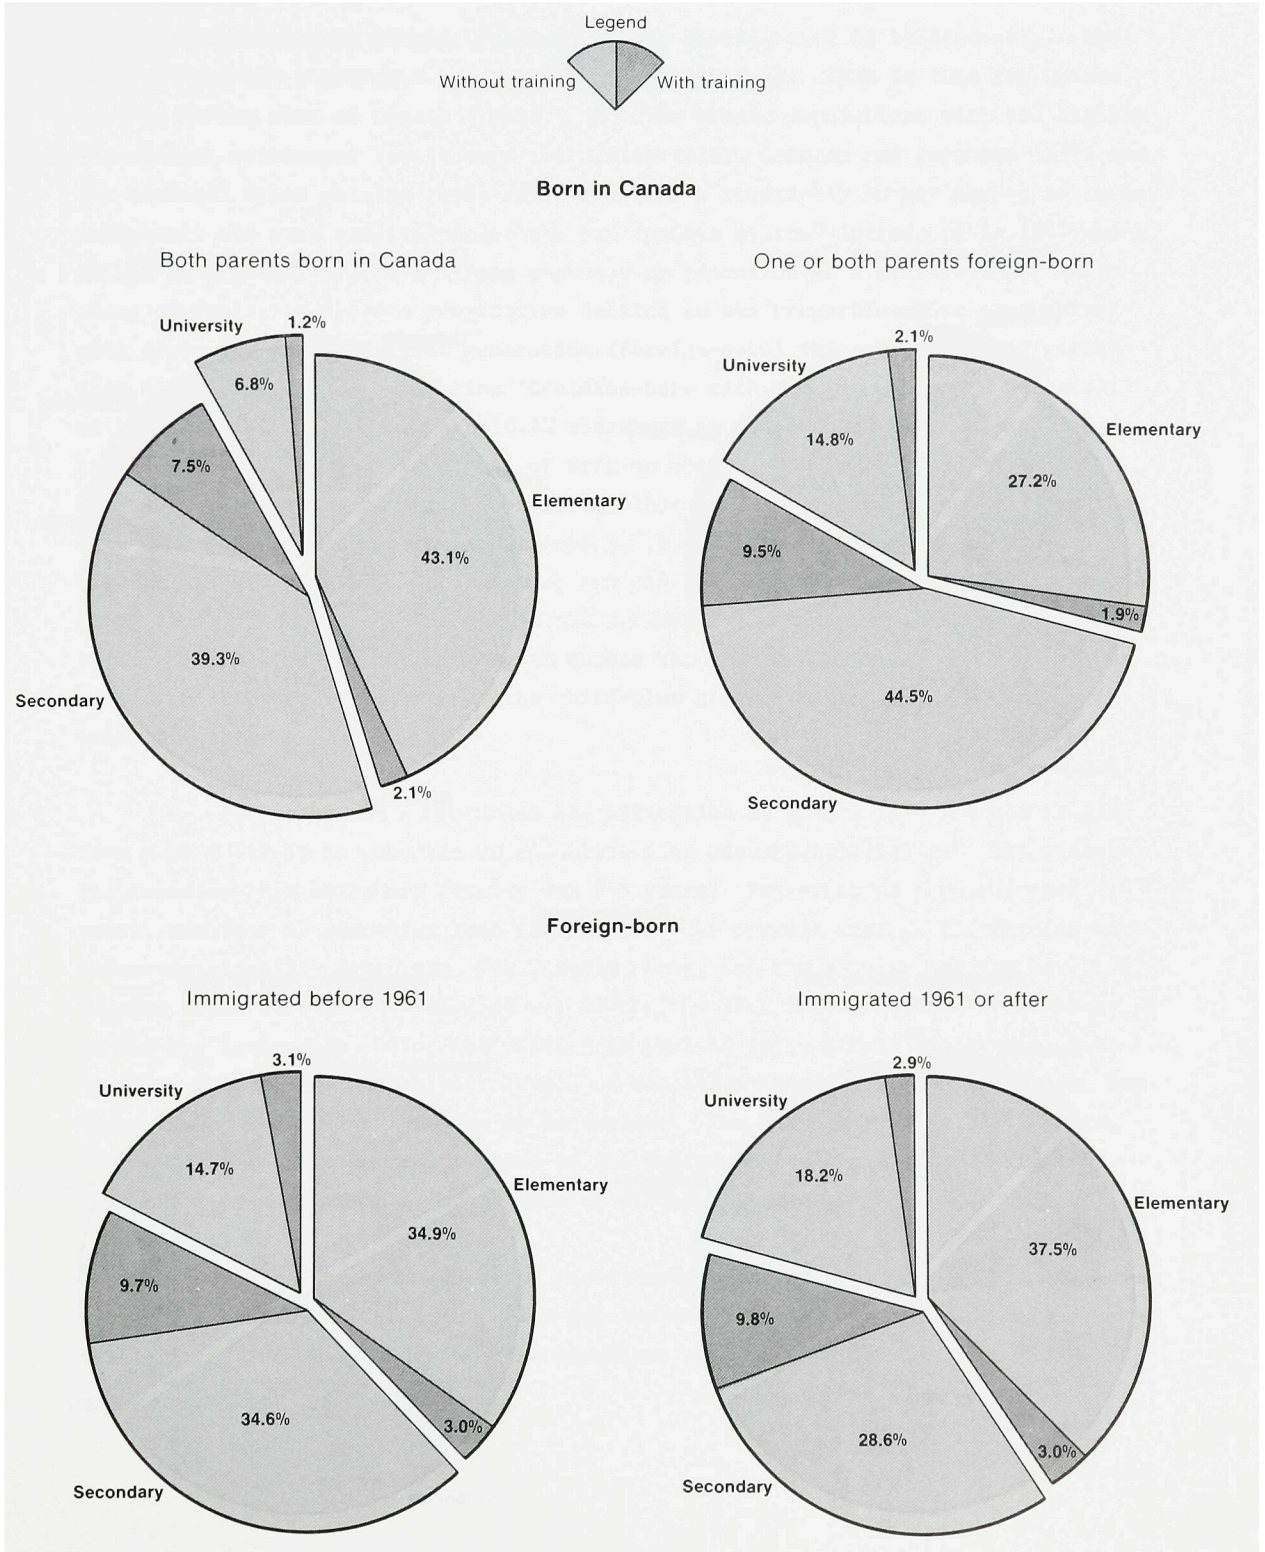 Legend
Without training
With training
Born in Canada
Both parents born in Canada
University
1.2%
6.8%
7.5%
Elementary
43.1%
39.3%
Secondary
2.1%
One or both parents foreign-born
2.1%
University
Elementary
14.8%
27.2%
9.5%
1.9%
44.5%
Secondary
Foreign-born
Immigrated before 1961
3.1%
University
14.7%
Elementary
34.9%
9.7%
34.6%
3.0%
Secondary
Immigrated 1961 or after
2.9%
University
18.2%
Elementary
37.5%
9.8%
28.6%
3.0%
Secondary